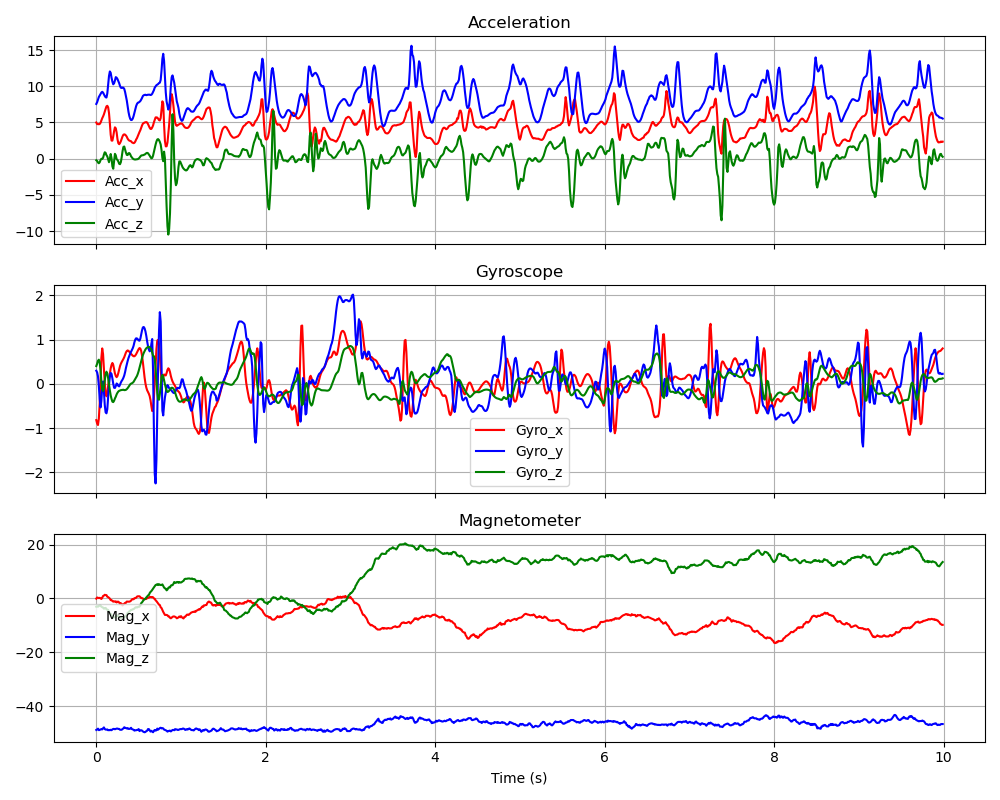 Acceleration
15
10
5
0
−5
−10
Acc_x
Acc_y
Acc_z
Gyroscope
2
1
0
−1
−2
Gyro_x
Gyro_y
Gyro_z
Magnetometer
20
0
−20
−40
Mag_x
Mag_y
Mag_z
0 2 4 6 8 10
Time (s)